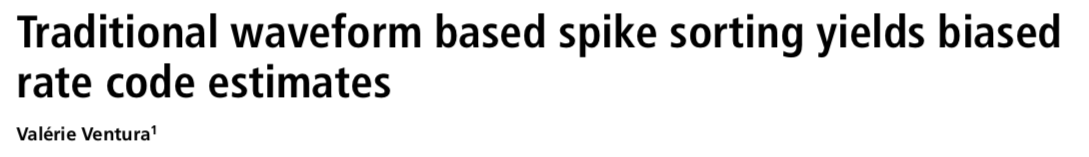 Traditional waveform based spike sorting yields biased
rate code estimates
Valérie Ventura¹